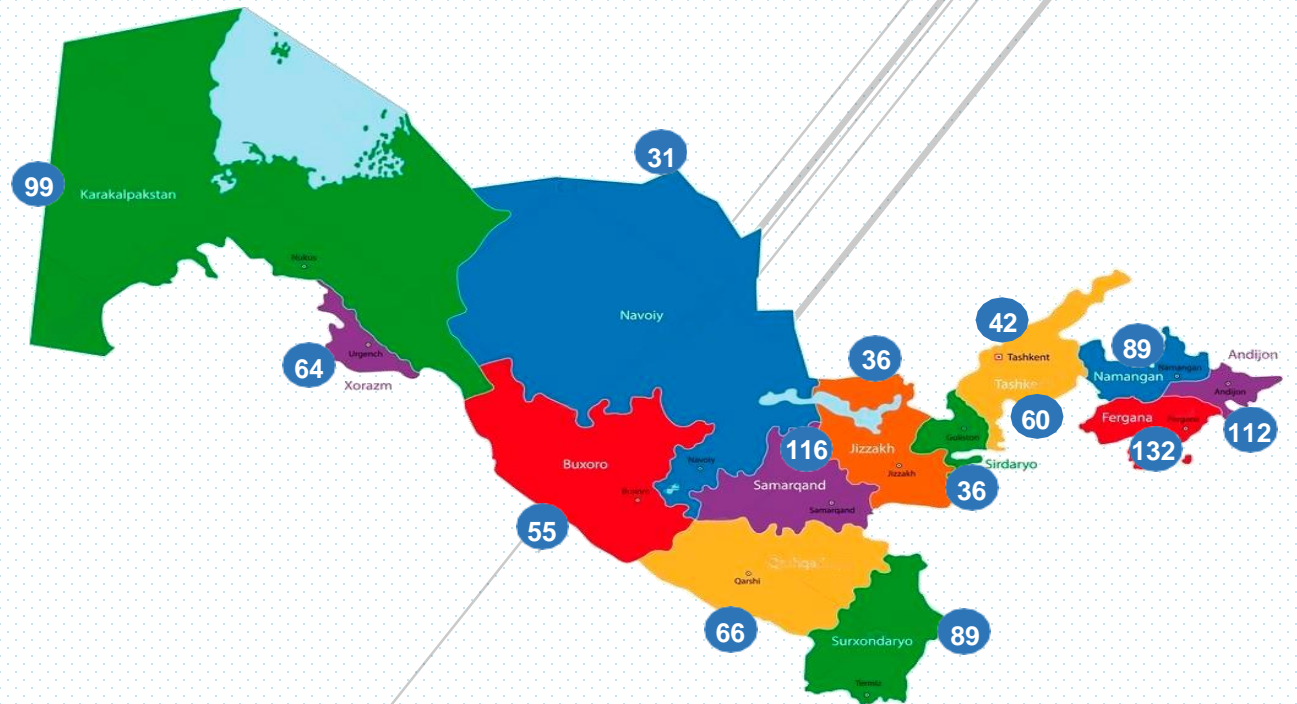 31
99
Karakalpakstan
Nukus
Navoiy
64
Urgench
Xorazm
42
36
Tashkent
89
Andijon
Namangan
Namangan
Andijon
60
Fergana
132
112
Guliston
116
Jizzakh
Jizzakh
Sirdaryo
36
Buxoro
Navoiy
Samarqand
Samarqand
55
Qarshi
66
Surxondaryo
89
Termiz